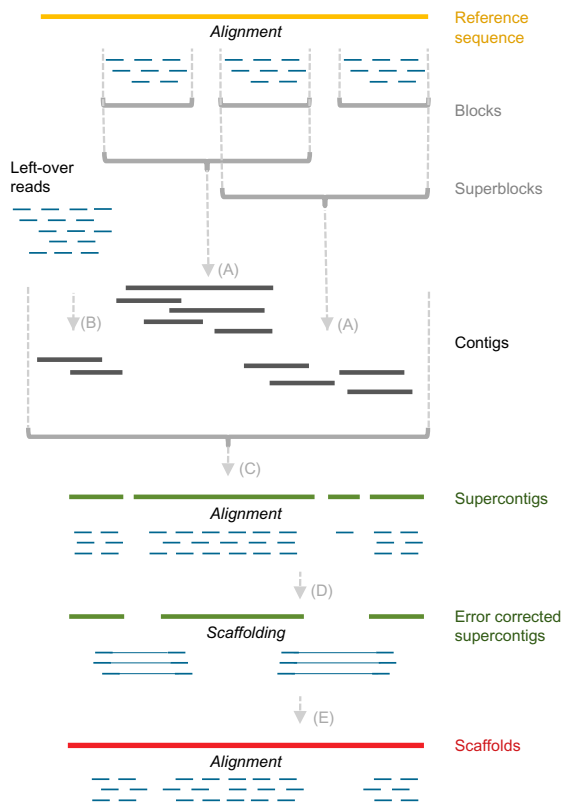 Reference
sequence
Alignment
Blocks
Left-over
reads
Superblocks
(A)
(B)
(A)
Contigs
(C)
Supercontigs
Alignment
(D)
Error corrected
supercontigs
Scaffolding
(E)
Scaffolds
Alignment